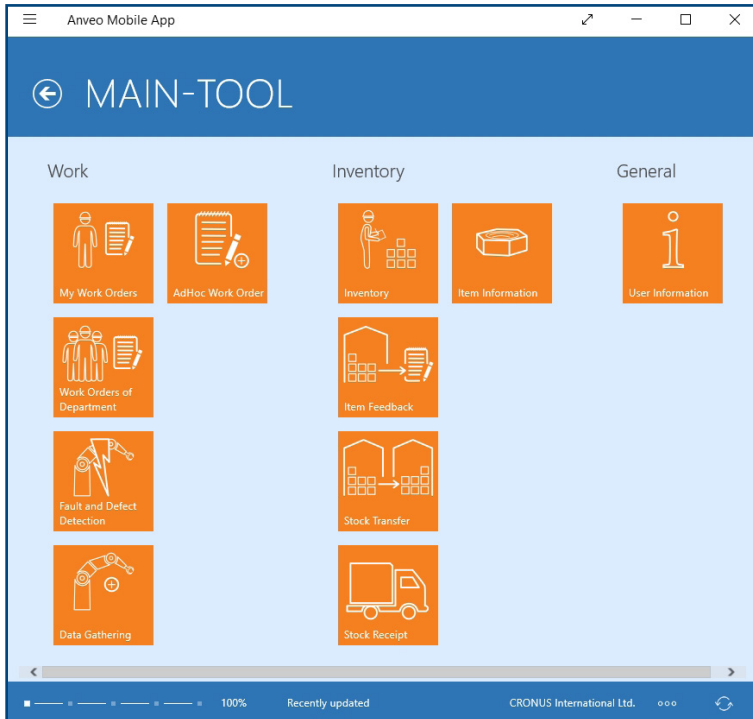 Anveo Mobile App
MAIN-TOOL
Work
My Work Orders
AdHoc Work Order
Work Orders of
Department
Fault and Defect
Detection
Data Gathering
Inventory
Inventory
Item Information
Item Feedback
Stock Transfer
Stock Receipt
General
User Information
100%
Recently updated
CRONUS International Ltd.